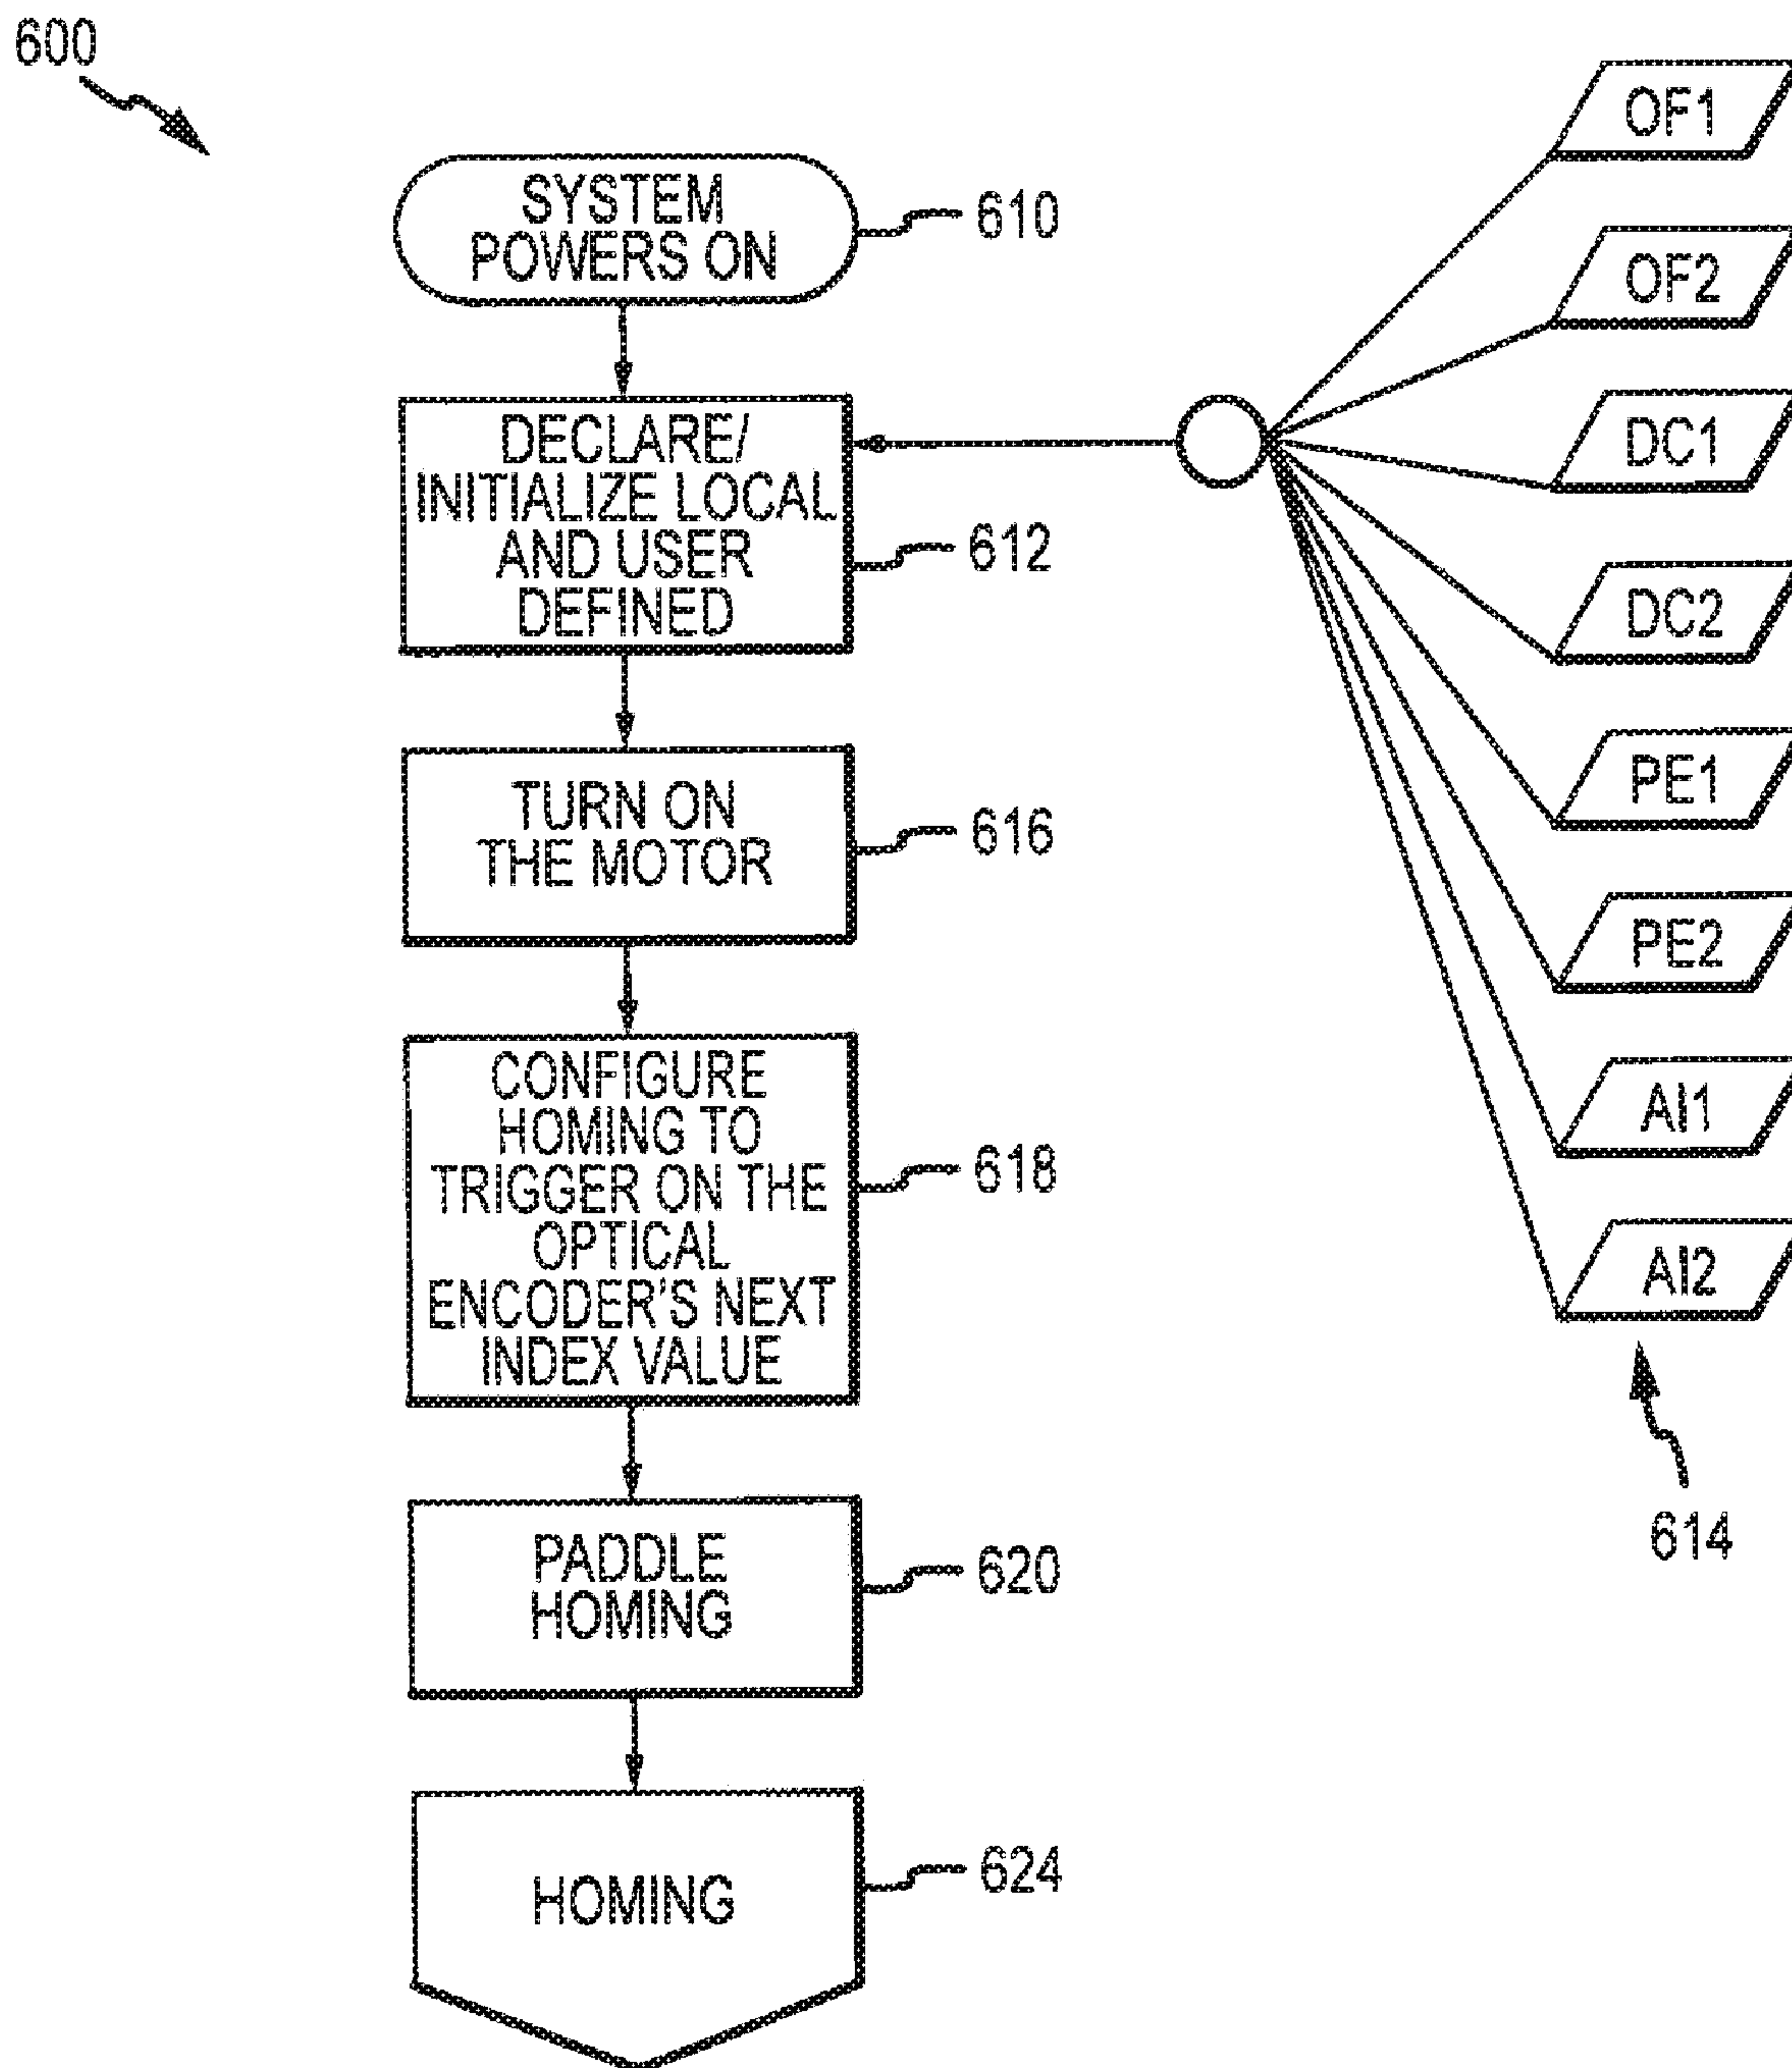 600
SYSTEM
POWERS ON
610
DECLARE/
INITIALIZE LOCAL
AND USER
DEFINED
612
TURN ON
THE MOTOR
616
CONFIGURE
HOMING TO
TRIGGER ON THE
OPTICAL
ENCODER'S NEXT
INDEX VALUE
618
PADDLE
HOMING
620
HOMING
624
OF1
OF2
DC1
DC2
PE1
PE2
AI1
AI2
614